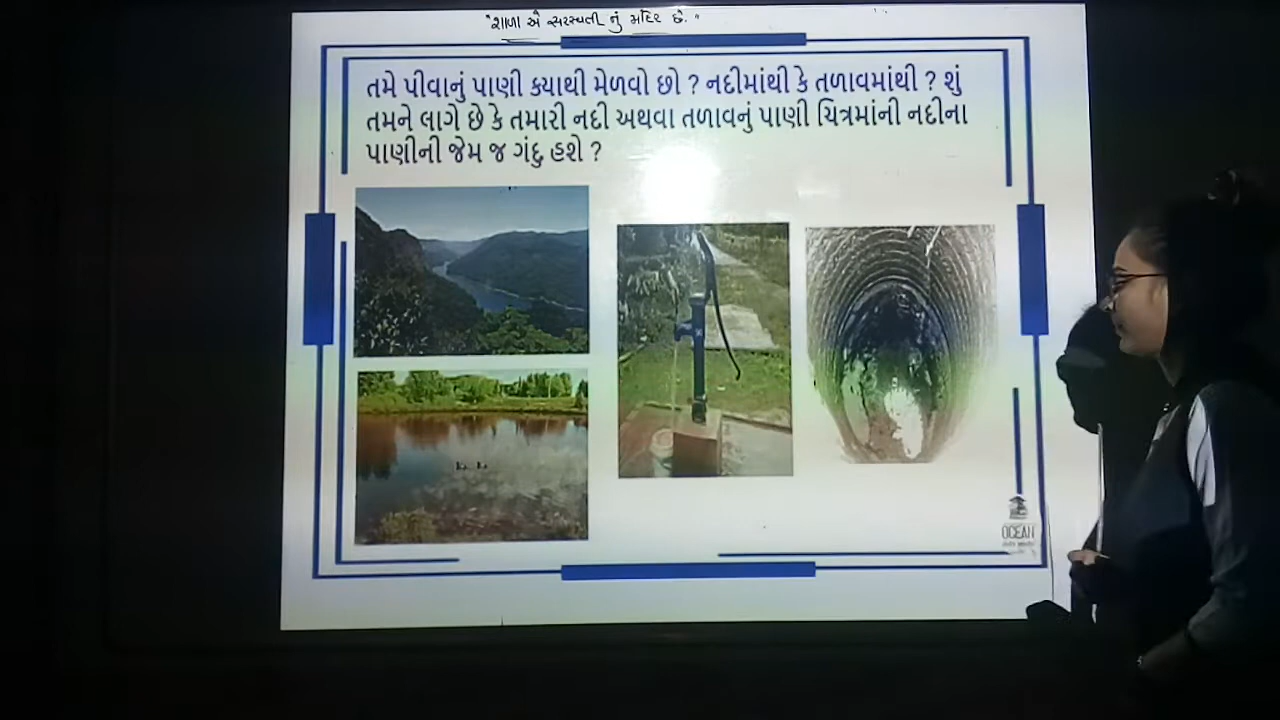 "શાળા એ સરસ્વતી નું મંદિર છે."
તમે પીવાનું પાણી ક્યાથી મેળવો છો ? નદીમાંથી કે તળાવમાંથી ? શું
તમને લાગે છે કે તમારી નદી અથવા તળાવનું પાણી ચિત્રમાંની નદીના
પાણીની જેમ જ ગંદુ હશે ?
OCEAN